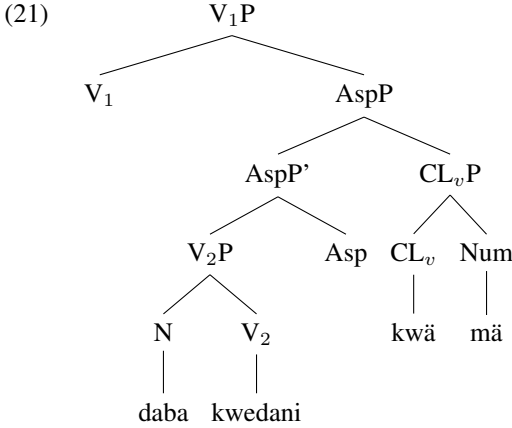 (21) V₁P
V₁ AspP
AspP' CLᵥP
V₂P Asp CLᵥ Num
N V₂ kwä mä
daba kwedani